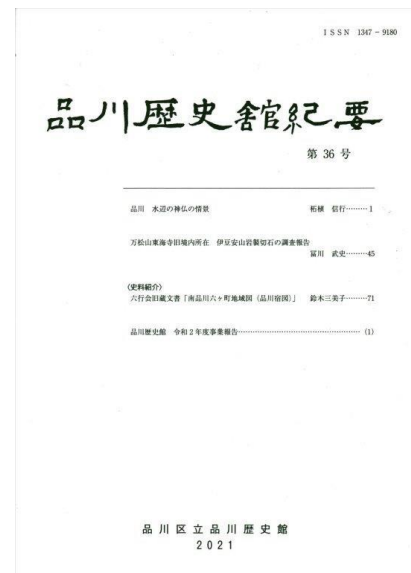 ISSN 1347-9180
品川歴史館紀要
第36号
品川 水辺の神仏の情景 柘植 信行………1
万松山東海寺旧境内所在 伊豆安山岩製切石の調査報告
冨川 武史………45
〈史料紹介〉
六行会旧蔵文書「南品川六ヶ町地域図（品川宿図）」 鈴木三美子………71
品川歴史館 令和2年度事業報告……………………………………………(1)
品川区立品川歴史館
2021